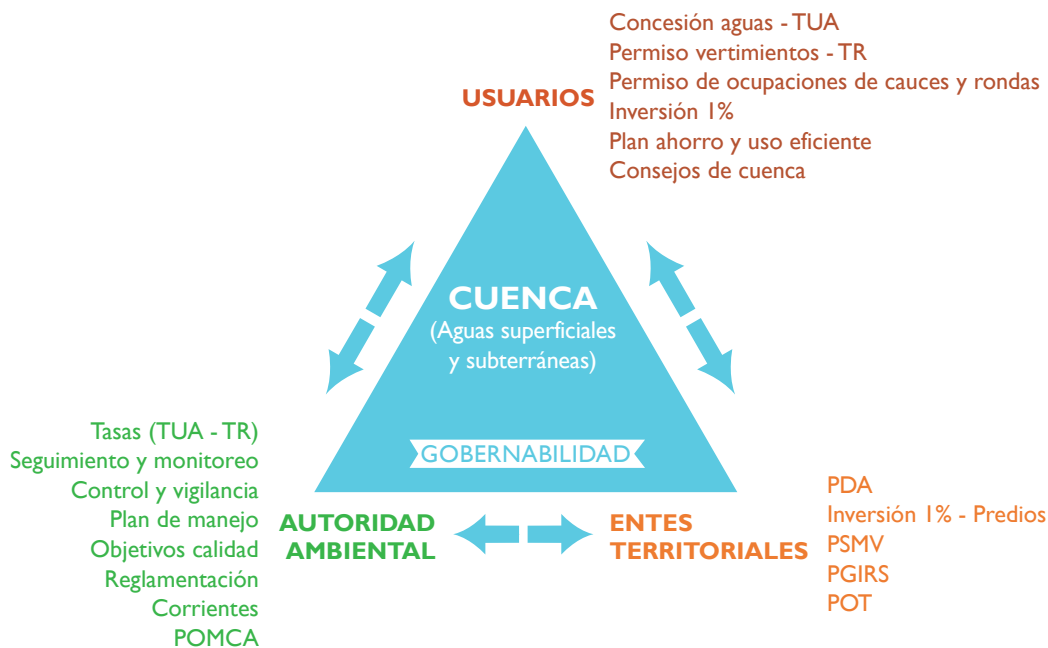 Concesión aguas - TUA
Permiso vertimientos - TR
Permiso de ocupaciones de cauces y rondas
Inversión 1%
Plan ahorro y uso eficiente
Consejos de cuenca
USUARIOS
CUENCA
(Aguas superficiales
y subterráneas)
GOBERNABILIDAD
Tasas (TUA - TR)
Seguimiento y monitoreo
Control y vigilancia
Plan de manejo
Objetivos calidad
Reglamentación
Corrientes
POMCA
AUTORIDAD
AMBIENTAL
ENTES
TERRITORIALES
PDA
Inversión 1% - Predios
PSMV
PGIRS
POT